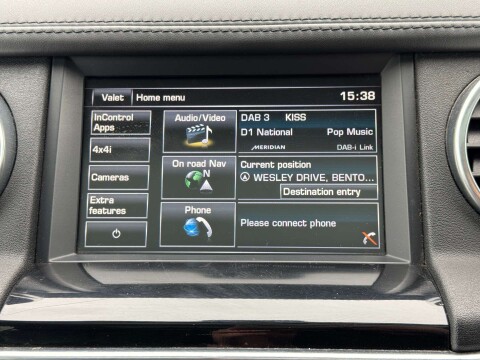 Valet Home menu 15:38
InControl Apps
Audio/Video
DAB 3 KISS
D1 National Pop Music
MERIDIAN DAB-i Link
4x4i
On road Nav
N
Current position
WESLEY DRIVE, BENTO...
Destination entry
Cameras
Extra features
Phone
Please connect phone